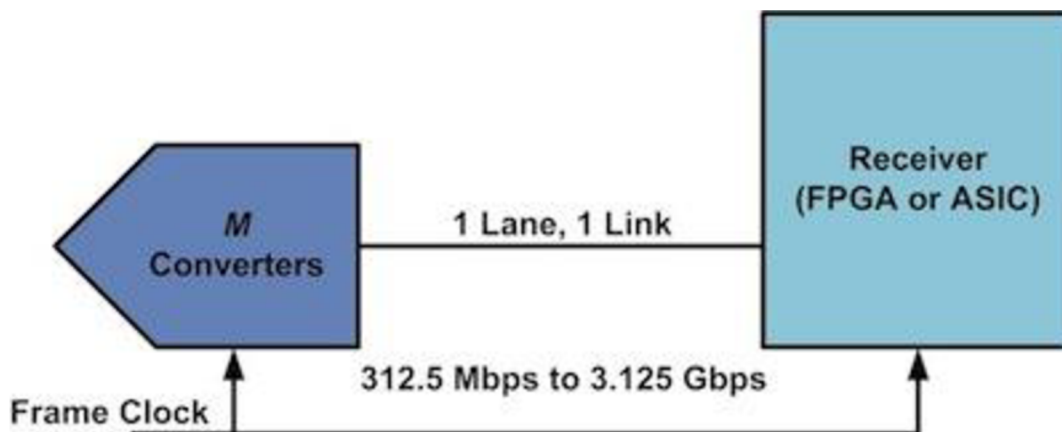 M
Converters
1 Lane, 1 Link
Receiver
(FPGA or ASIC)
312.5 Mbps to 3.125 Gbps
Frame Clock